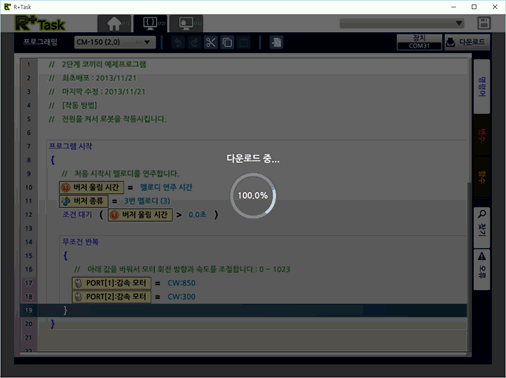 R+Task
R+ Task
프로그래밍
CM-150 (2,0)
장치
COM31
다운로드
1 // 2단계 코끼리 예제프로그램
2 // 최초배포 : 2013/11/21
3 // 마지막 수정 : 2013/11/21
4 // [작동 방법]
5 // 전원을 켜서 로봇을 작동시킵니다.
6
7 프로그램 시작
8 {
9 // 처음 시작시 멜로디를 연주합니다.
10 버저 울림 시간 = 멜로디 연주 시간
11 버저 종류 = 3번 멜로디 (3)
12 조건 대기 ( 버저 울림 시간 > 0,0초 )
13
14 무조건 반복
15 {
16 // 아래 값을 바꿔서 모터 회전 방향과 속도를 조절합니다.: 0 ~ 1023
17 PORT[1]:감속 모터 = CW:850
18 PORT[2]:감속 모터 = CW:300
19 }
20 }
21
22
다운로드 중...
100,0%
명령어
변수
함수
찾기
오류